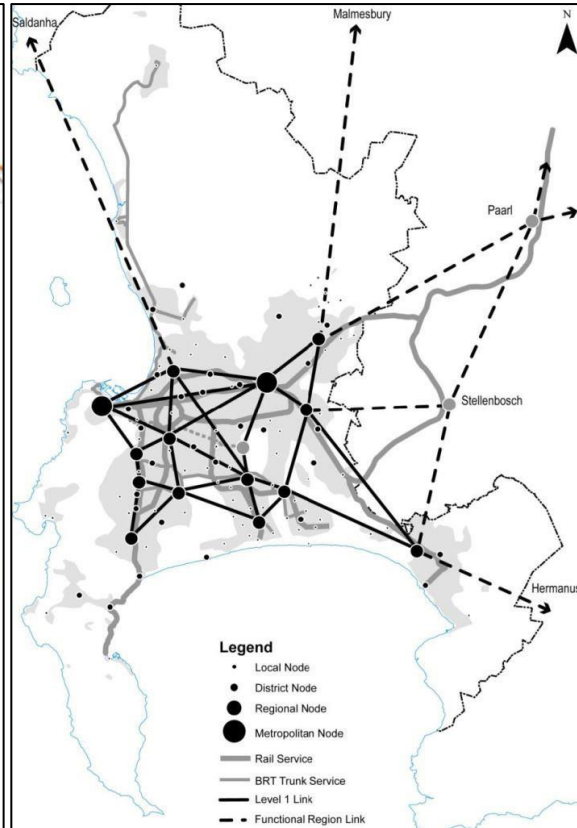 Saldanha
Malmesbury
N
Paarl
Stellenbosch
Hermanus
Legend
Local Node
District Node
Regional Node
Metropolitan Node
Rail Service
BRT Trunk Service
Level 1 Link
Functional Region Link